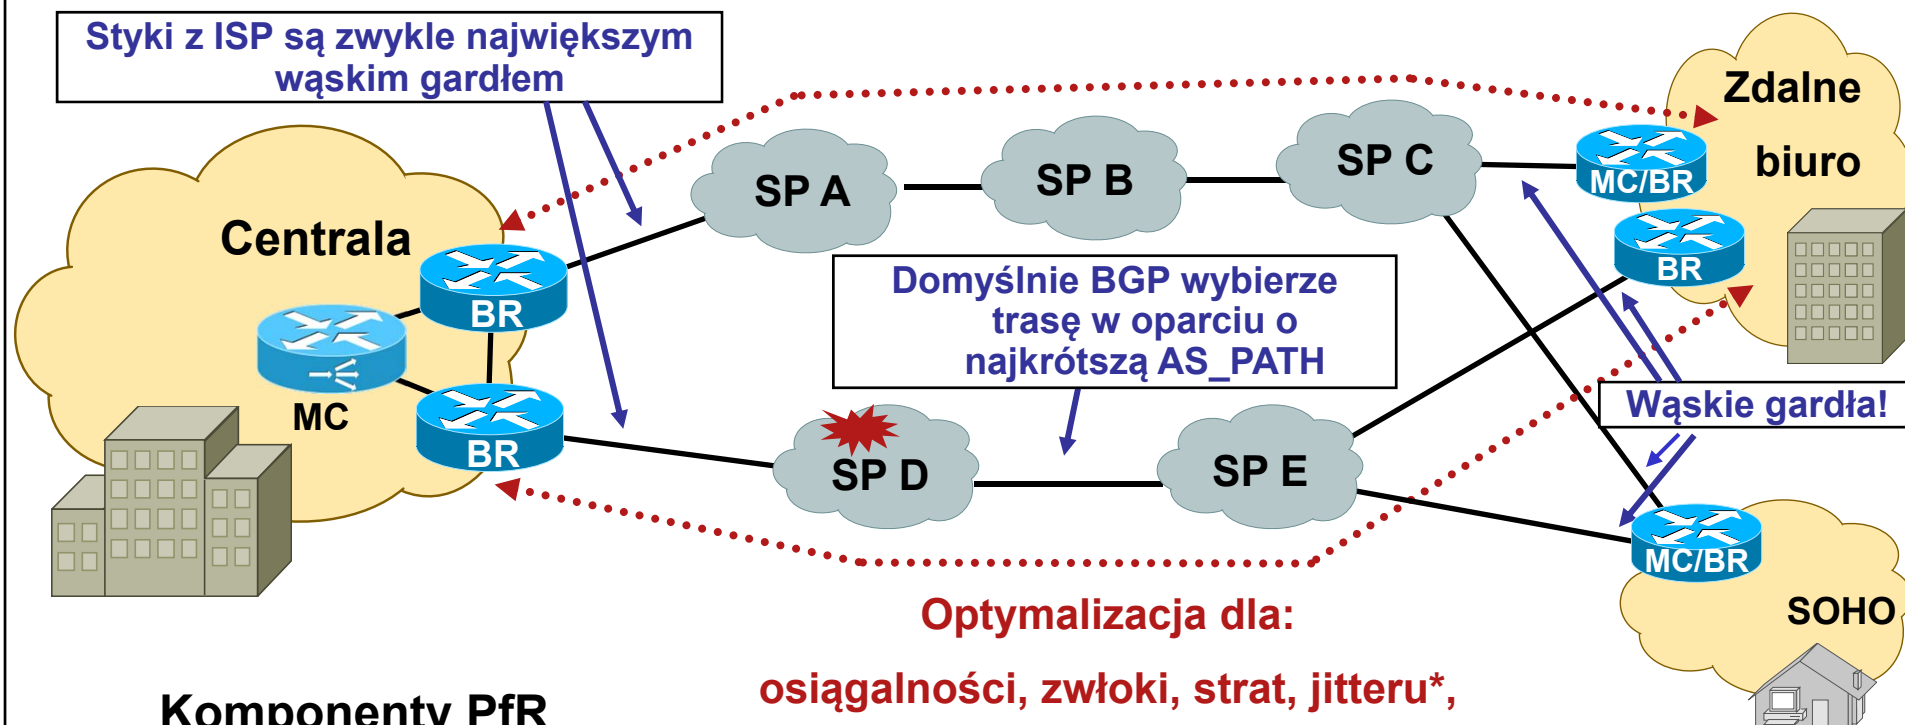 Styki z ISP są zwykle największym
wąskim gardłem
Zdalne
biuro
SP A
SP B
SP C
MC/BR
Centrala
BR
BR
Domyślnie BGP wybierze
trasę w oparciu o
najkrótszą AS_PATH
MC
BR
Wąskie gardła!
SP D
SP E
MC/BR
SOHO
Optymalizacja dla:
osiągalności, zwłoki, strat, jitteru*,
Komponenty PfR